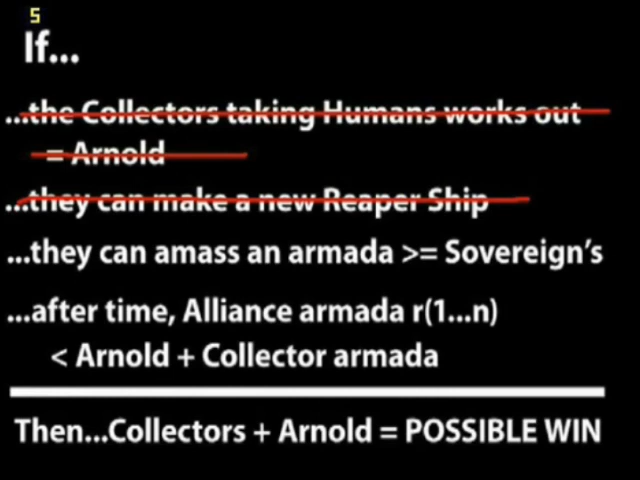 5
If...
...the Collectors taking Humans works out
= Arnold
...they can make a new Reaper Ship
...they can amass an armada >= Sovereign's
...after time, Alliance armada r(1...n)
< Arnold + Collector armada
Then...Collectors + Arnold = POSSIBLE WIN